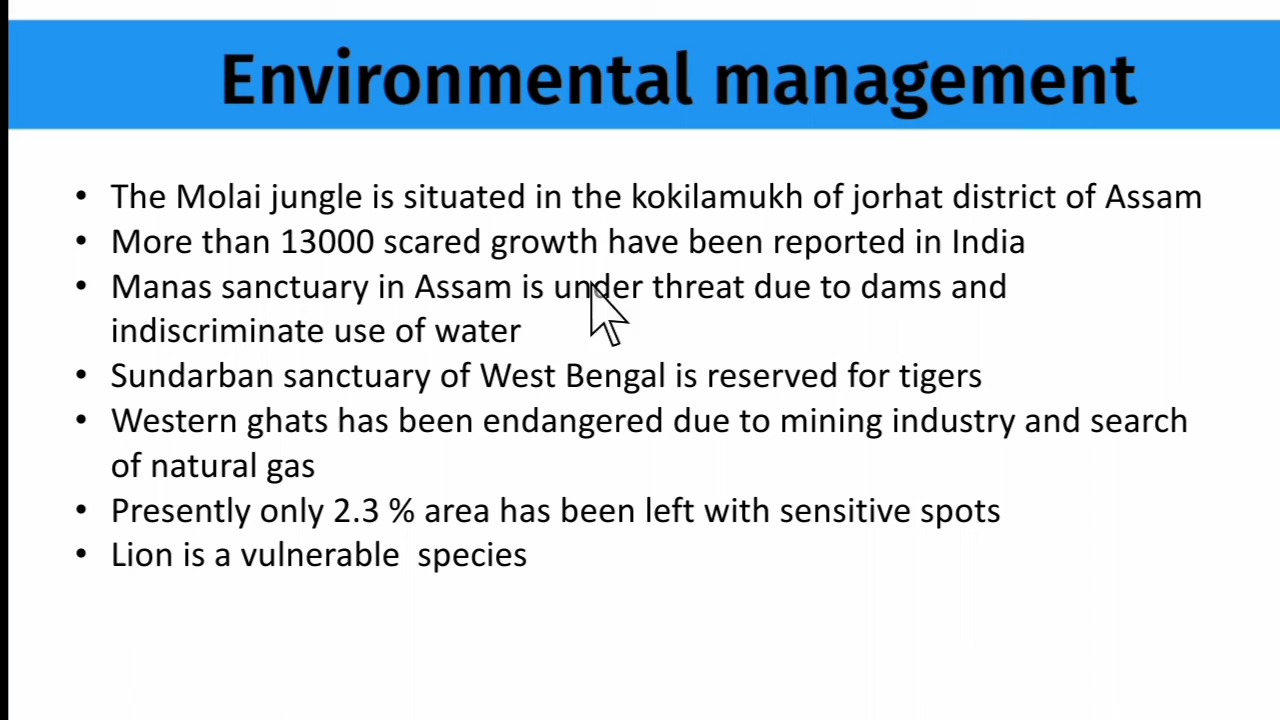 Environmental management
• The Molai jungle is situated in the kokilamukh of jorhat district of Assam
• More than 13000 scared growth have been reported in India
• Manas sanctuary in Assam is under threat due to dams and
indiscriminate use of water
• Sundarban sanctuary of West Bengal is reserved for tigers
• Western ghats has been endangered due to mining industry and search
of natural gas
• Presently only 2.3 % area has been left with sensitive spots
• Lion is a vulnerable  species